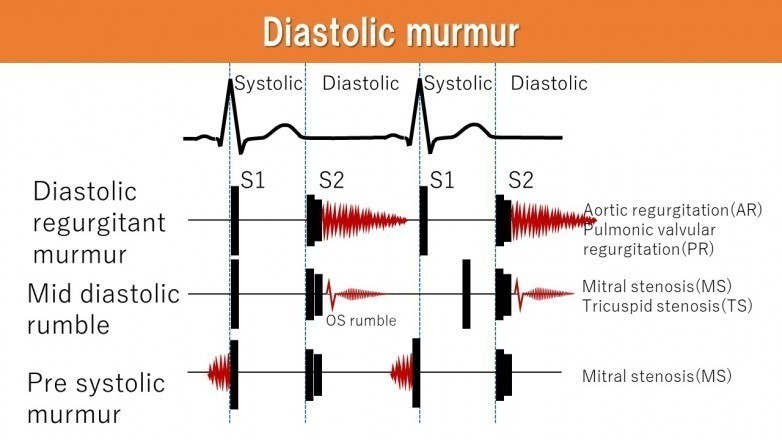 Diastolic murmur
Systolic Diastolic Systolic Diastolic
S1 S2 S1 S2
Diastolic
regurgitant
murmur
Aortic regurgitation(AR)
Pulmonic valvular
regurgitation(PR)
Mid diastolic
rumble
OS rumble
Mitral stenosis(MS)
Tricuspid stenosis(TS)
Pre systolic
murmur
Mitral stenosis(MS)